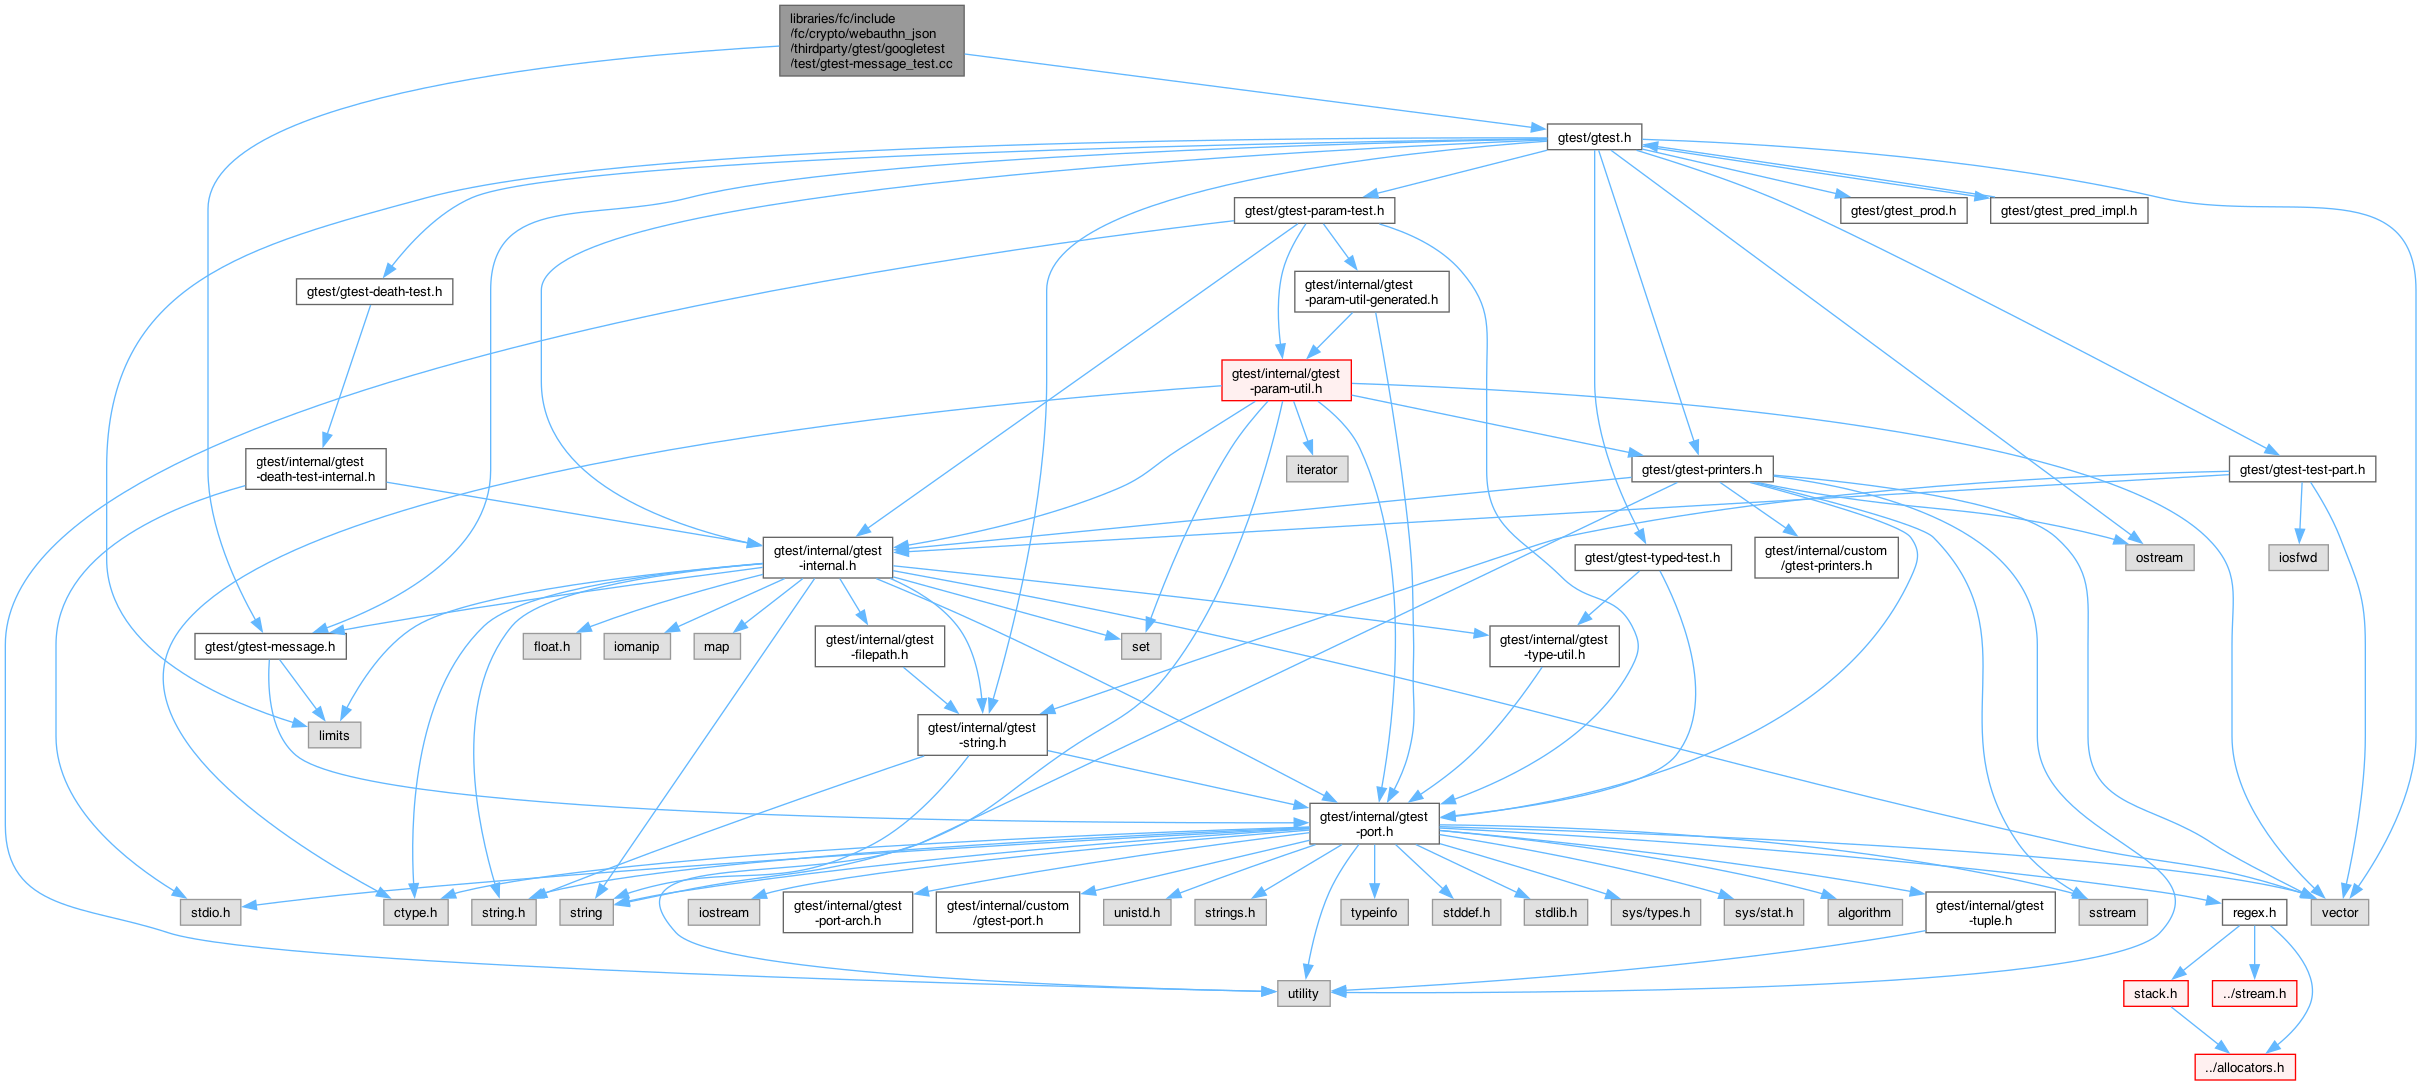 libraries/fc/include
/fc/crypto/webauthn_json
/thirdparty/gtest/googletest
/test/gtest-message_test.cc
gtest/gtest.h
gtest/gtest-param-test.h
gtest/gtest_prod.h
gtest/gtest_pred_impl.h
gtest/gtest-death-test.h
gtest/internal/gtest
-param-util-generated.h
gtest/internal/gtest
-param-util.h
gtest/internal/gtest
-death-test-internal.h
iterator
gtest/gtest-printers.h
gtest/gtest-test-part.h
gtest/internal/gtest
-internal.h
gtest/gtest-typed-test.h
gtest/internal/custom
/gtest-printers.h
ostream
iosfwd
gtest/gtest-message.h
float.h
iomanip
map
gtest/internal/gtest
-filepath.h
set
gtest/internal/gtest
-type-util.h
limits
gtest/internal/gtest
-string.h
gtest/internal/gtest
-port.h
stdio.h
ctype.h
string.h
string
iostream
gtest/internal/gtest
-port-arch.h
gtest/internal/custom
/gtest-port.h
unistd.h
strings.h
typeinfo
stddef.h
stdlib.h
sys/types.h
sys/stat.h
algorithm
gtest/internal/gtest
-tuple.h
sstream
regex.h
vector
utility
stack.h
../stream.h
../allocators.h